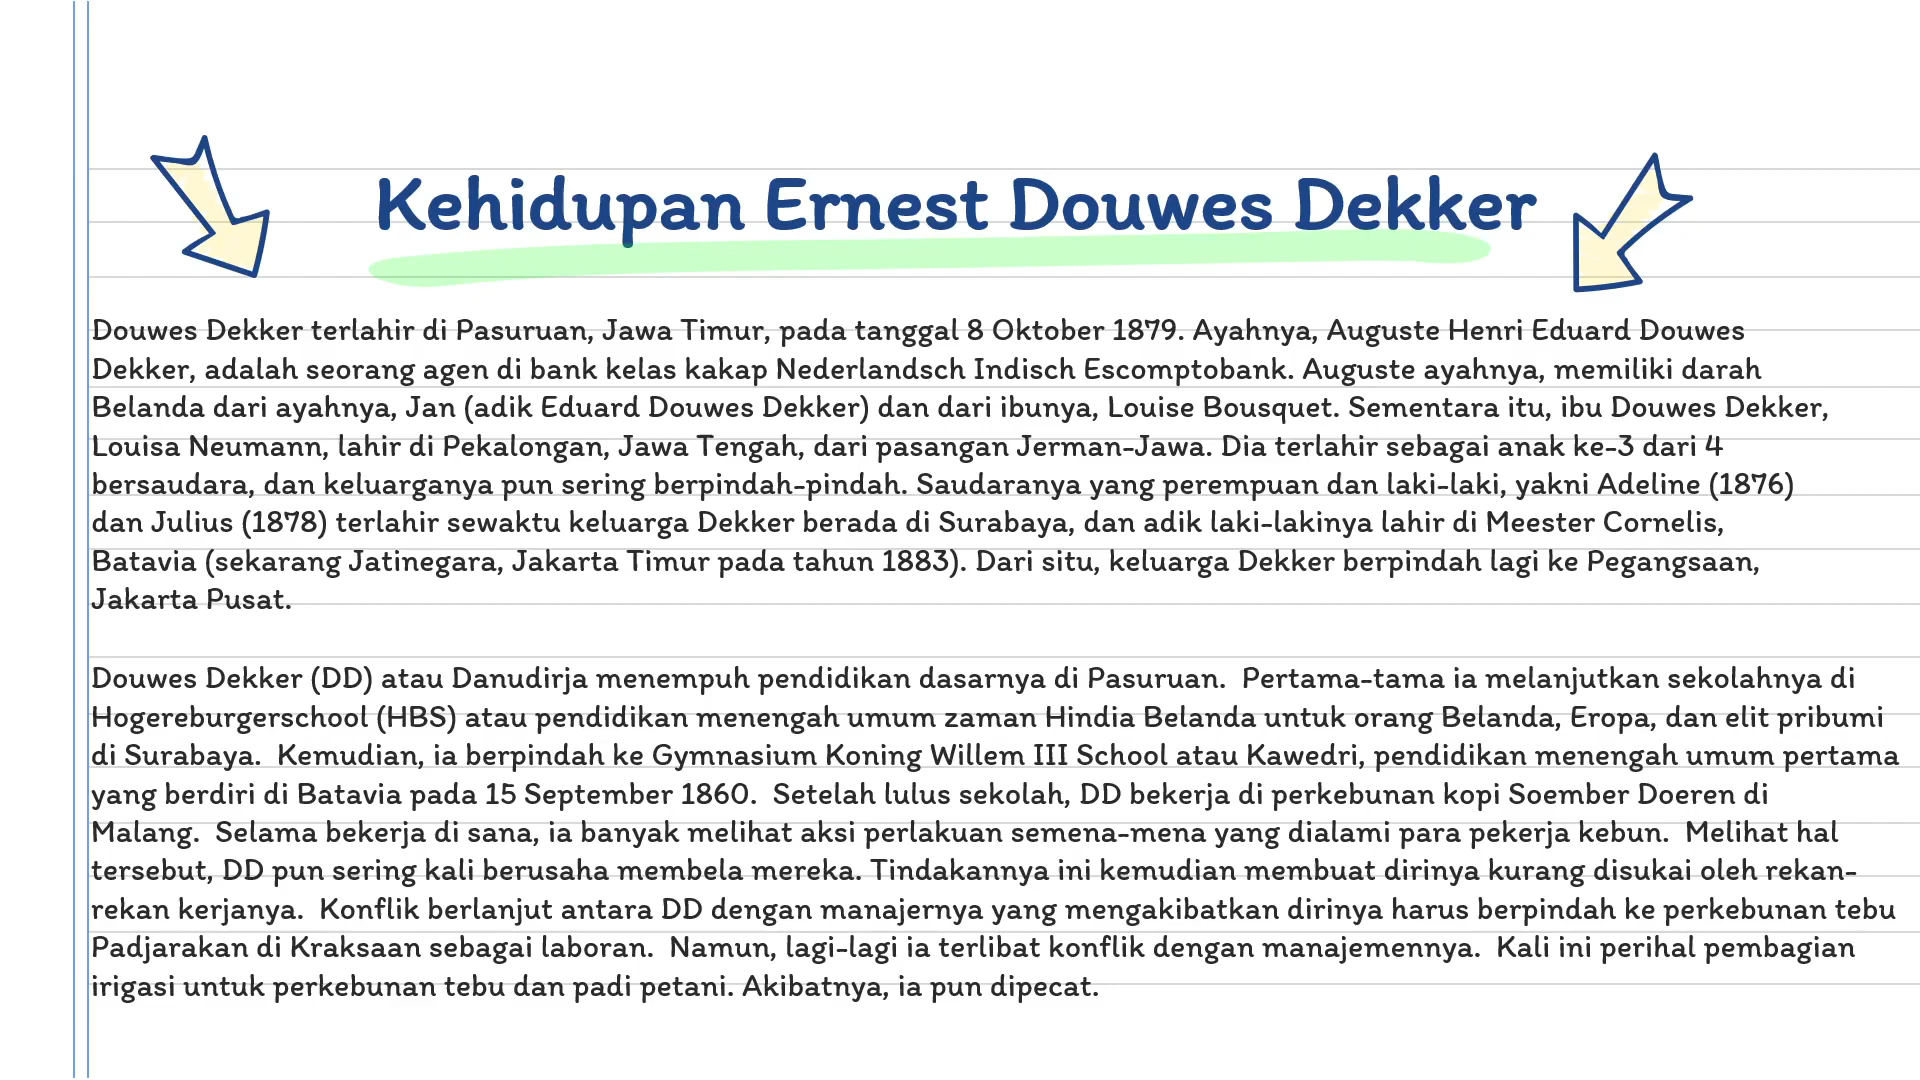 Kehidupan Ernest Douwes Dekker
Douwes Dekker terlahir di Pasuruan, Jawa Timur, pada tanggal 8 Oktober 1879. Ayahnya, Auguste Henri Eduard Douwes
Dekker, adalah seorang agen di bank kelas kakap Nederlandsch Indisch Escomptobank. Auguste ayahnya, memiliki darah
Belanda dari ayahnya, Jan (adik Eduard Douwes Dekker) dan dari ibunya, Louise Bousquet. Sementara itu, ibu Douwes Dekker,
Louisa Neumann, lahir di Pekalongan, Jawa Tengah, dari pasangan Jerman-Jawa. Dia terlahir sebagai anak ke-3 dari 4
bersaudara, dan keluarganya pun sering berpindah-pindah. Saudaranya yang perempuan dan laki-laki, yakni Adeline (1876)
dan Julius (1878) terlahir sewaktu keluarga Dekker berada di Surabaya, dan adik laki-lakinya lahir di Meester Cornelis,
Batavia (sekarang Jatinegara, Jakarta Timur pada tahun 1883). Dari situ, keluarga Dekker berpindah lagi ke Pegangsaan,
Jakarta Pusat.
Douwes Dekker (DD) atau Danudirja menempuh pendidikan dasarnya di Pasuruan.  Pertama-tama ia melanjutkan sekolahnya di
Hogereburgerschool (HBS) atau pendidikan menengah umum zaman Hindia Belanda untuk orang Belanda, Eropa, dan elit pribumi
di Surabaya.  Kemudian, ia berpindah ke Gymnasium Koning Willem III School atau Kawedri, pendidikan menengah umum pertama
yang berdiri di Batavia pada 15 September 1860.  Setelah lulus sekolah, DD bekerja di perkebunan kopi Soember Doeren di
Malang.  Selama bekerja di sana, ia banyak melihat aksi perlakuan semena-mena yang dialami para pekerja kebun.  Melihat hal
tersebut, DD pun sering kali berusaha membela mereka. Tindakannya ini kemudian membuat dirinya kurang disukai oleh rekan-
rekan kerjanya.  Konflik berlanjut antara DD dengan manajernya yang mengakibatkan dirinya harus berpindah ke perkebunan tebu
Padjarakan di Kraksaan sebagai laboran.  Namun, lagi-lagi ia terlibat konflik dengan manajemennya.  Kali ini perihal pembagian
irigasi untuk perkebunan tebu dan padi petani. Akibatnya, ia pun dipecat.